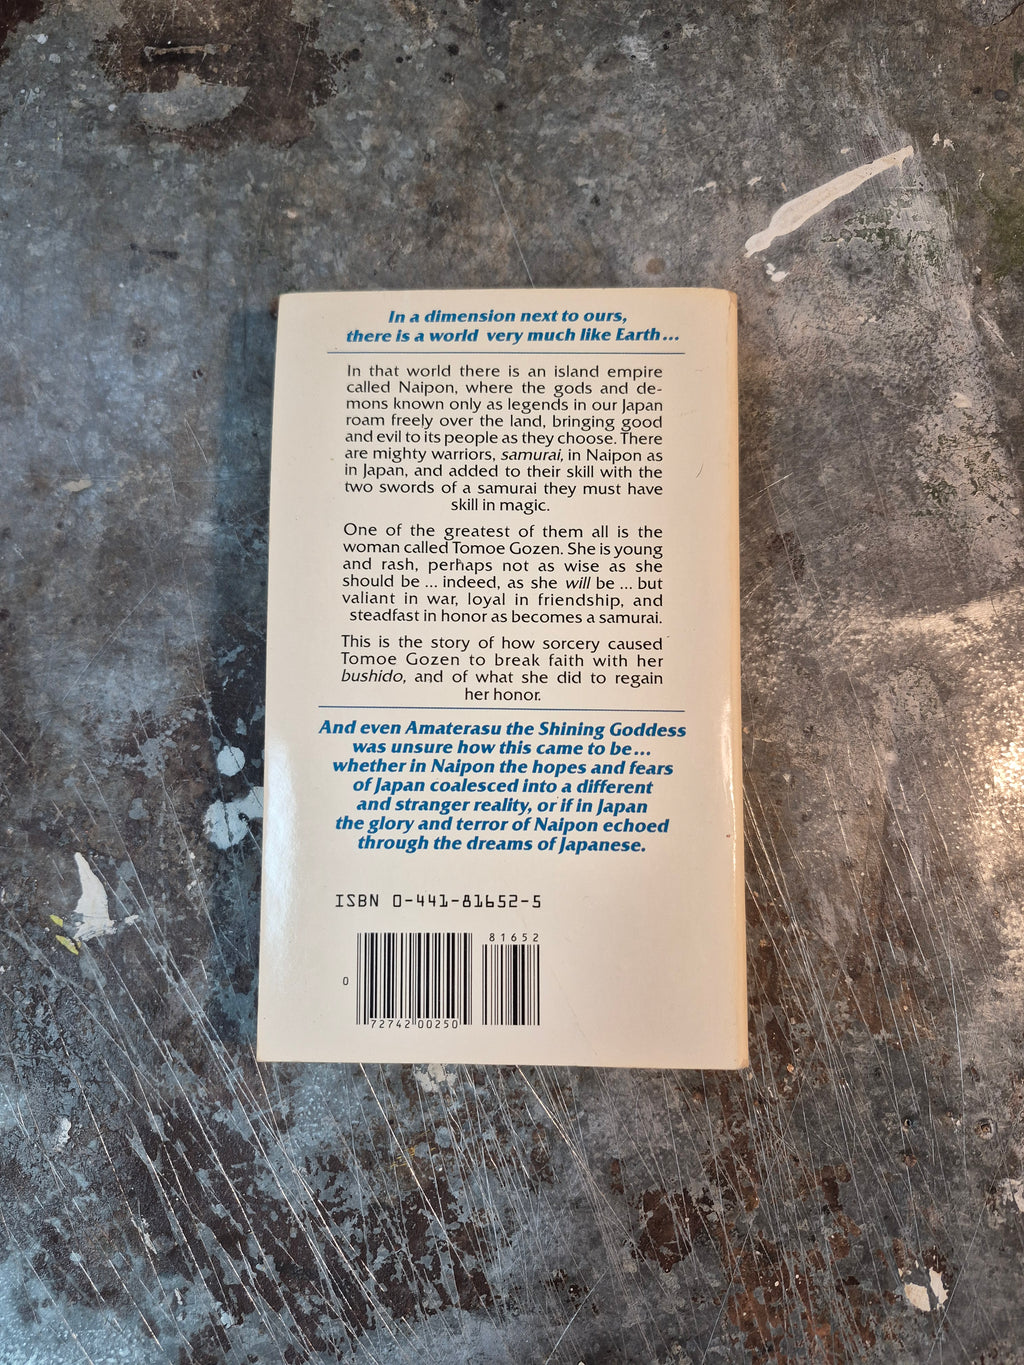 In a dimension next to ours,
there is a world very much like Earth...
In that world there is an island empire
called Naipon, where the gods and de-
mons known only as legends in our Japan
roam freely over the land, bringing good
and evil to its people as they choose. There
are mighty warriors, samurai, in Naipon as
in Japan, and added to their skill with the
two swords of a samurai they must have
skill in magic.
One of the greatest of them all is the
woman called Tomoe Gozen. She is young
and rash, perhaps not as wise as she
should be ... indeed, as she will be ... but
valiant in war, loyal in friendship, and
steadfast in honor as becomes a samurai.
This is the story of how sorcery caused
Tomoe Gozen to break faith with her
bushido, and of what she did to regain
her honor.
And even Amaterasu the Shining Goddess
was unsure how this came to be...
whether in Naipon the hopes and fears
of Japan coalesced into a different
and stranger reality, or if in Japan
the glory and terror of Naipon echoed
through the dreams of Japanese.
ISBN 0-441-81652-5
81652
0
72742 00250